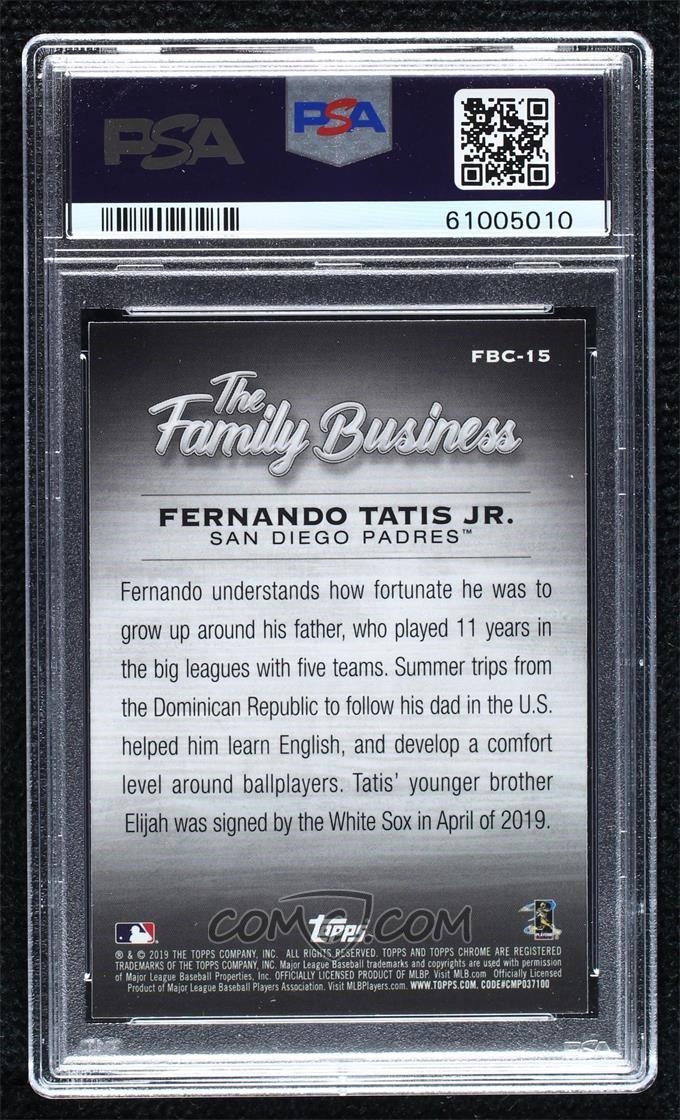 PSA PSA
61005010
FBC-15
The
Family Business
FERNANDO TATIS JR.
SAN DIEGO PADRES™
Fernando understands how fortunate he was to
grow up around his father, who played 11 years in
the big leagues with five teams. Summer trips from
the Dominican Republic to follow his dad in the U.S.
helped him learn English, and develop a comfort
level around ballplayers. Tatis' younger brother
Elijah was signed by the White Sox in April of 2019.
COMC.COM
topps
® & © 2019 THE TOPPS COMPANY, INC. ALL RIGHTS RESERVED. TOPPS AND TOPPS CHROME ARE REGISTERED
TRADEMARKS OF THE TOPPS COMPANY, INC. Major League Baseball trademarks and copyrights are used with permission
of Major League Baseball Properties, Inc. OFFICIALLY LICENSED PRODUCT OF MLBP. Visit MLB.com Officially Licensed
Product of Major League Baseball Players Association. Visit MLBPlayers.com. WWW.TOPPS.COM. CODE#CMP037100
PSA